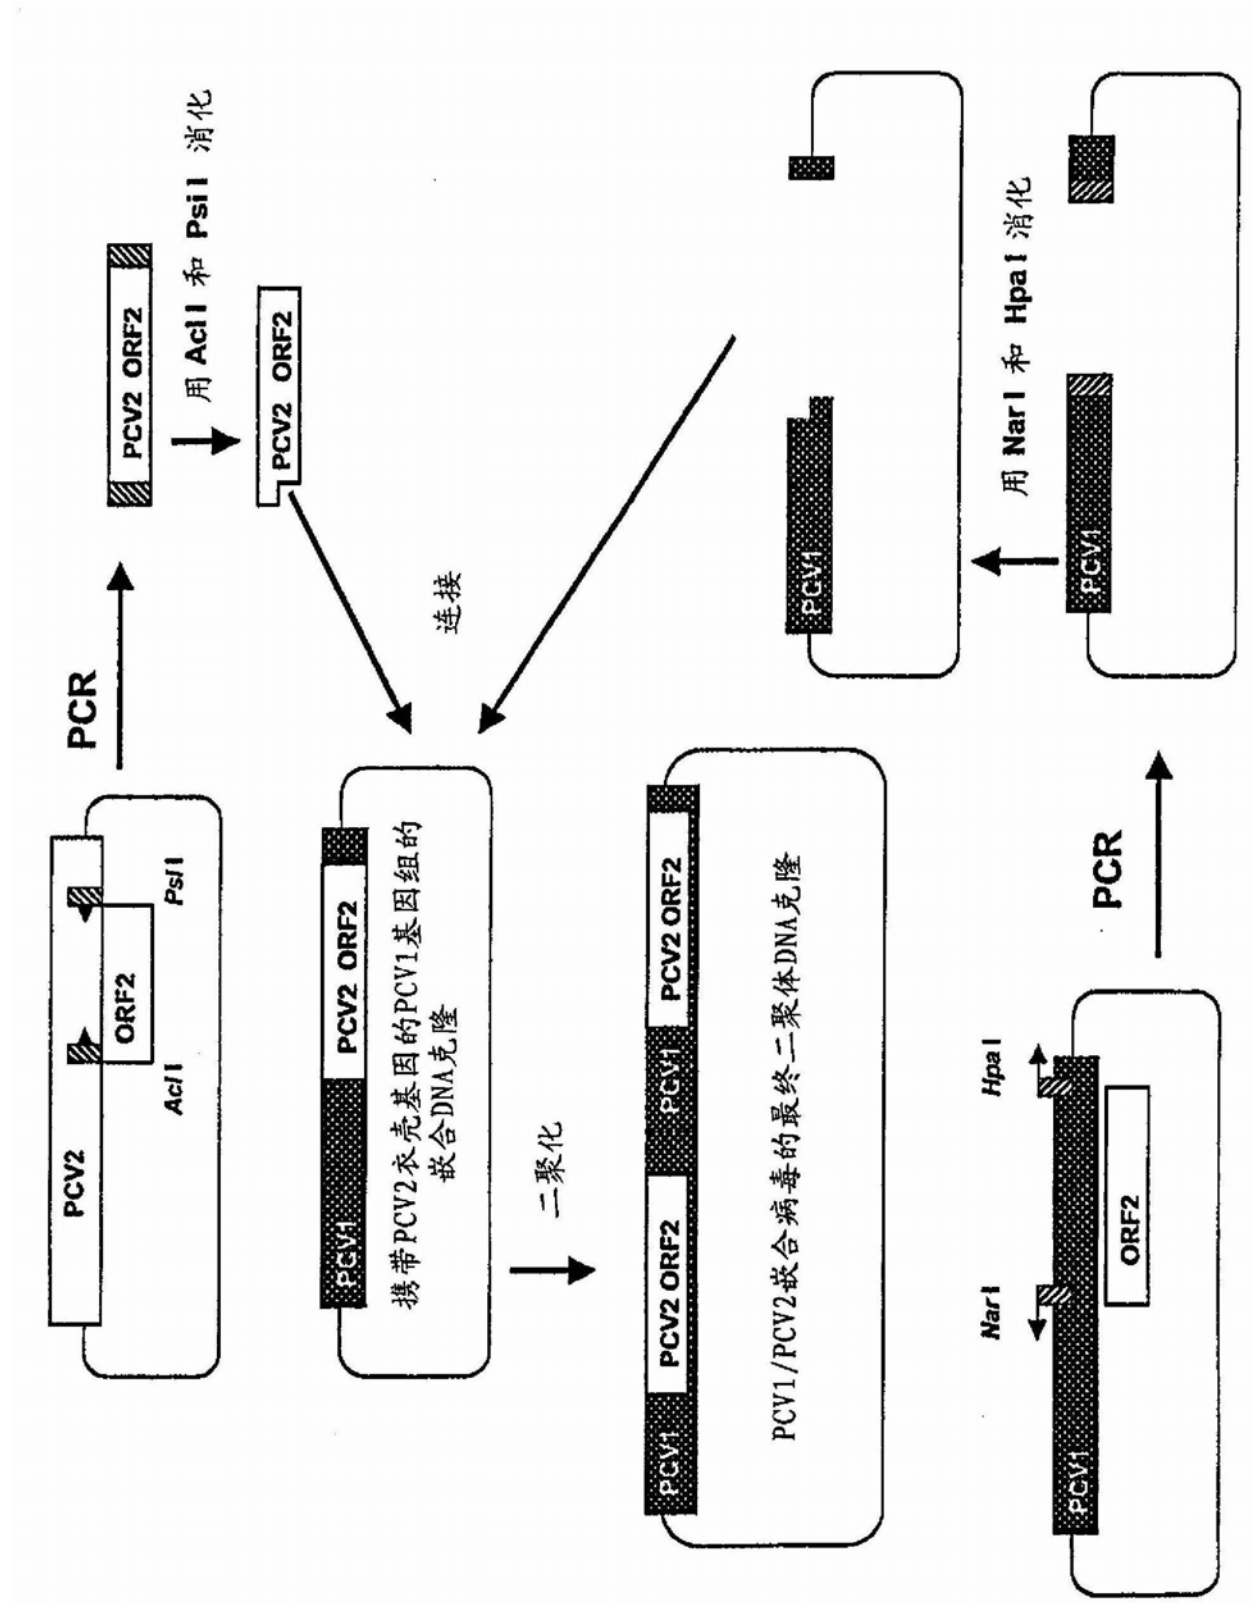 PCV2
ORF2
AclI
PsiI
PCR
PCV2 ORF2
用 AclI 和 PsiI 消化
PCV2 ORF2
连接
PCV1
PCV2 ORF2
携带PCV2衣壳基因的PCV1基因组的
嵌合DNA克隆
二聚化
PCV1
PCV2 ORF2
PCV1
PCV2 ORF2
PCV1/PCV2嵌合病毒的最终二聚体DNA克隆
PCV1
用 NarI 和 HpaI 消化
PCV1
NarI
HpaI
PCV1
ORF2
PCR